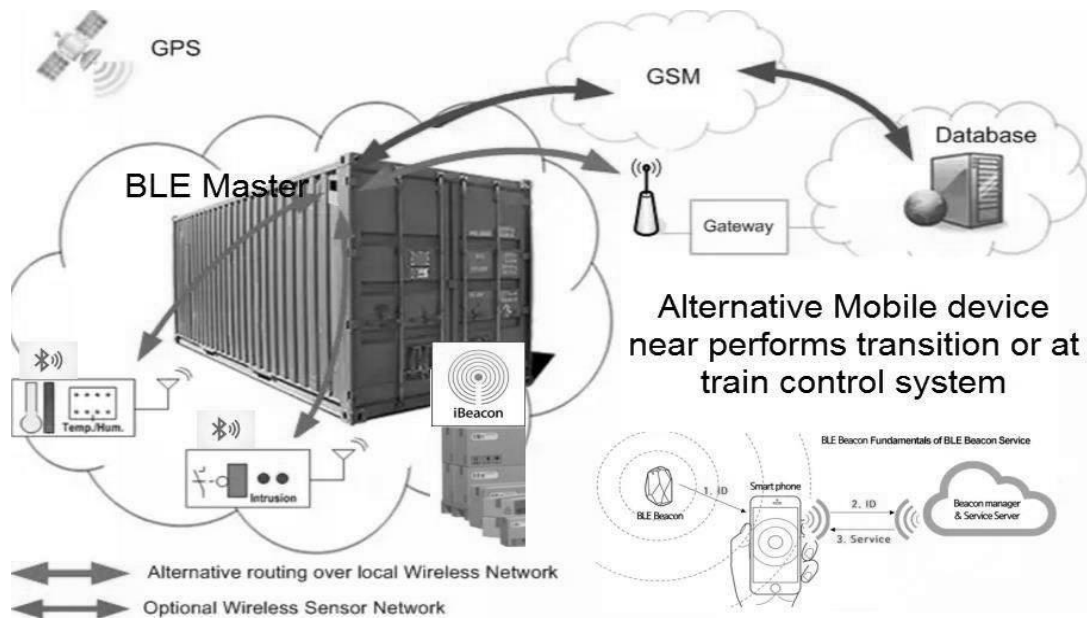 GPS
GSM
Database
BLE Master
Gateway
Alternative Mobile device
near performs transition or at
train control system
iBeacon
Temp./Hum.
Intrusion
BLE Beacon Fundamentals of BLE Beacon Service
Smart phone
1. ID
BLE Beacon
2. ID
3. Service
Beacon manager
& Service Server
Alternative routing over local Wireless Network
Optional Wireless Sensor Network